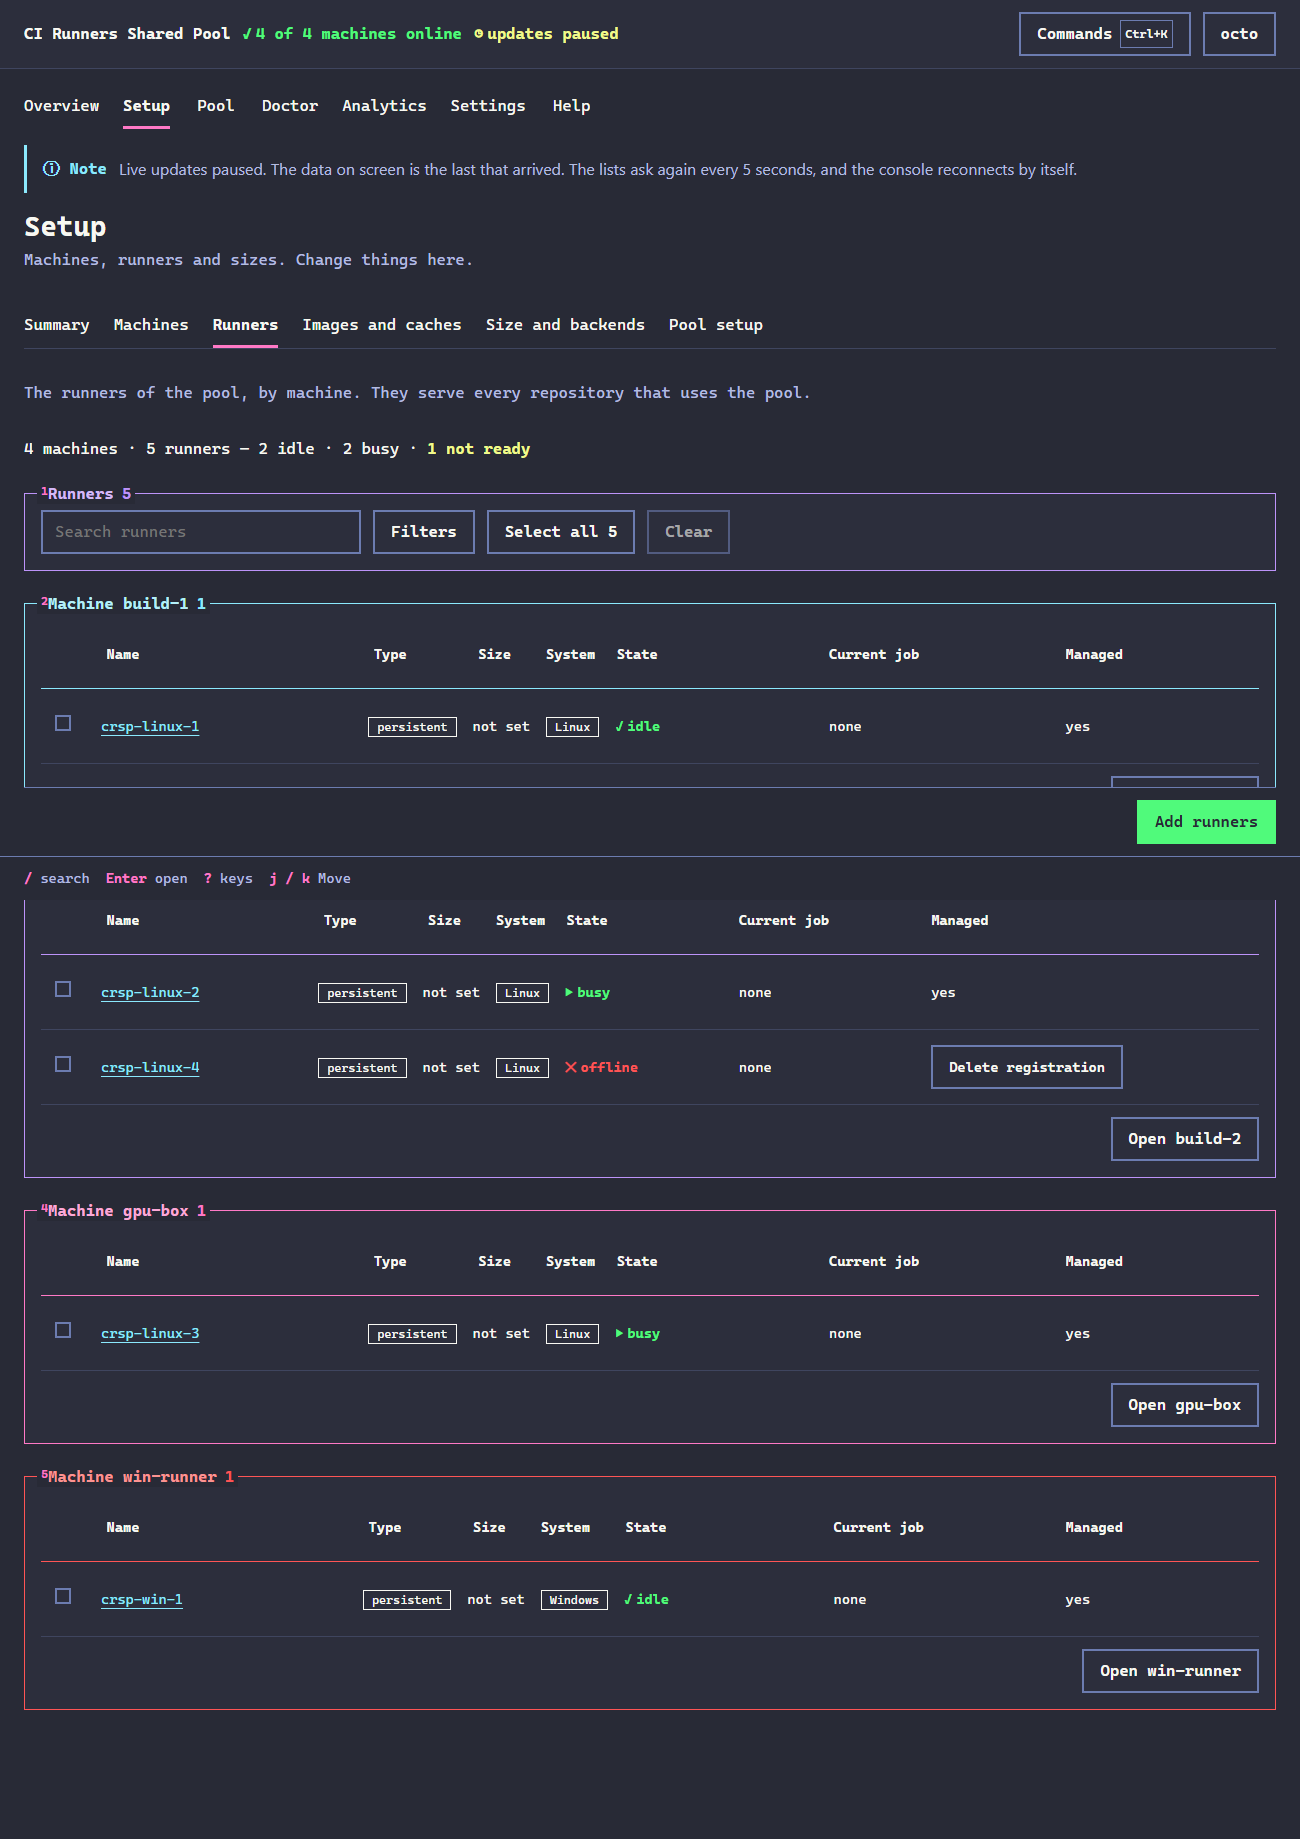 CI Runners Shared Pool ✓ 4 of 4 machines online updates paused Commands Ctrl+K octo
Overview Setup Pool Doctor Analytics Settings Help
Note Live updates paused. The data on screen is the last that arrived. The lists ask again every 5 seconds, and the console reconnects by itself.
Setup
Machines, runners and sizes. Change things here.
Summary Machines Runners Images and caches Size and backends Pool setup
The runners of the pool, by machine. They serve every repository that uses the pool.
4 machines · 5 runners — 2 idle · 2 busy · 1 not ready
1Runners 5
Search runners Filters Select all 5 Clear
2Machine build-1 1
Name Type Size System State Current job Managed
crsp-linux-1 persistent not set Linux ✓ idle none yes
Add runners
/ search Enter open ? keys j / k Move
Name Type Size System State Current job Managed
crsp-linux-2 persistent not set Linux busy none yes
crsp-linux-4 persistent not set Linux ✕ offline none Delete registration
Open build-2
4Machine gpu-box 1
Name Type Size System State Current job Managed
crsp-linux-3 persistent not set Linux busy none yes
Open gpu-box
5Machine win-runner 1
Name Type Size System State Current job Managed
crsp-win-1 persistent not set Windows ✓ idle none yes
Open win-runner